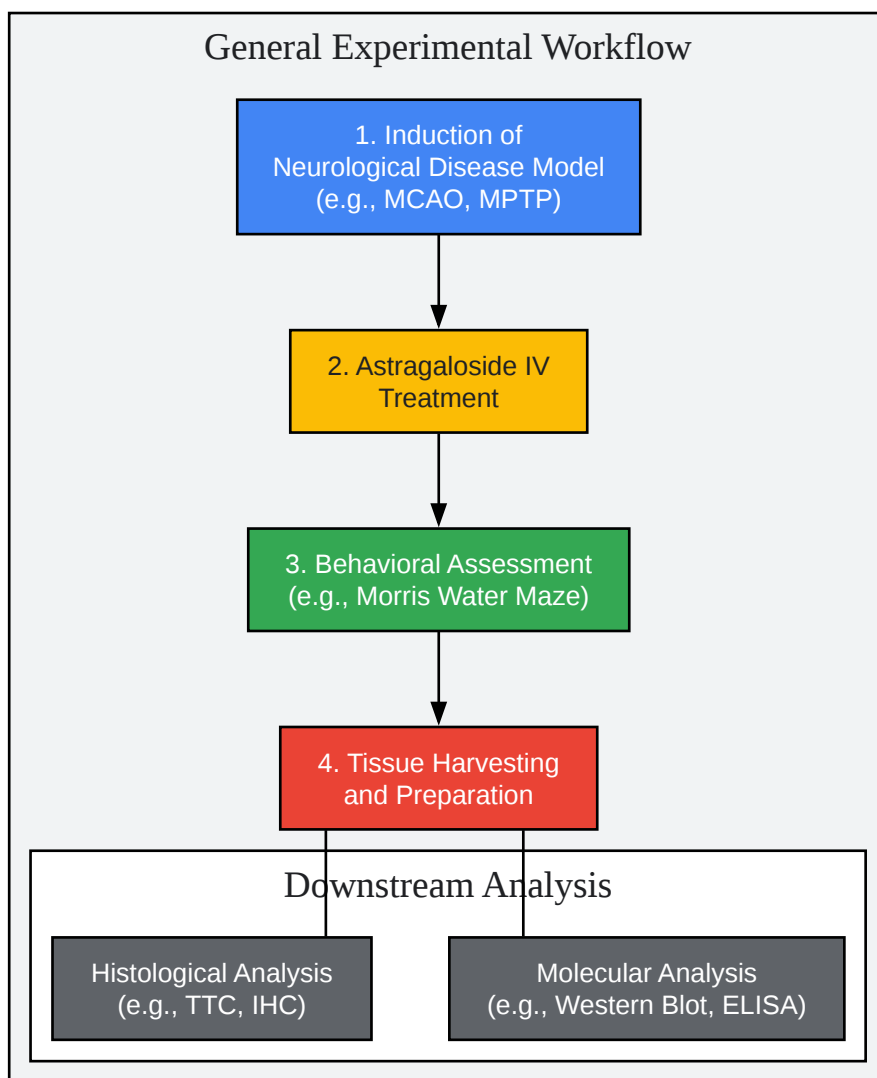 General Experimental Workflow
1. Induction of
Neurological Disease Model
(e.g., MCAO, MPTP)
2. Astragaloside IV
Treatment
3. Behavioral Assessment
(e.g., Morris Water Maze)
4. Tissue Harvesting
and Preparation
Downstream Analysis
Histological Analysis
(e.g., TTC, IHC)
Molecular Analysis
(e.g., Western Blot, ELISA)